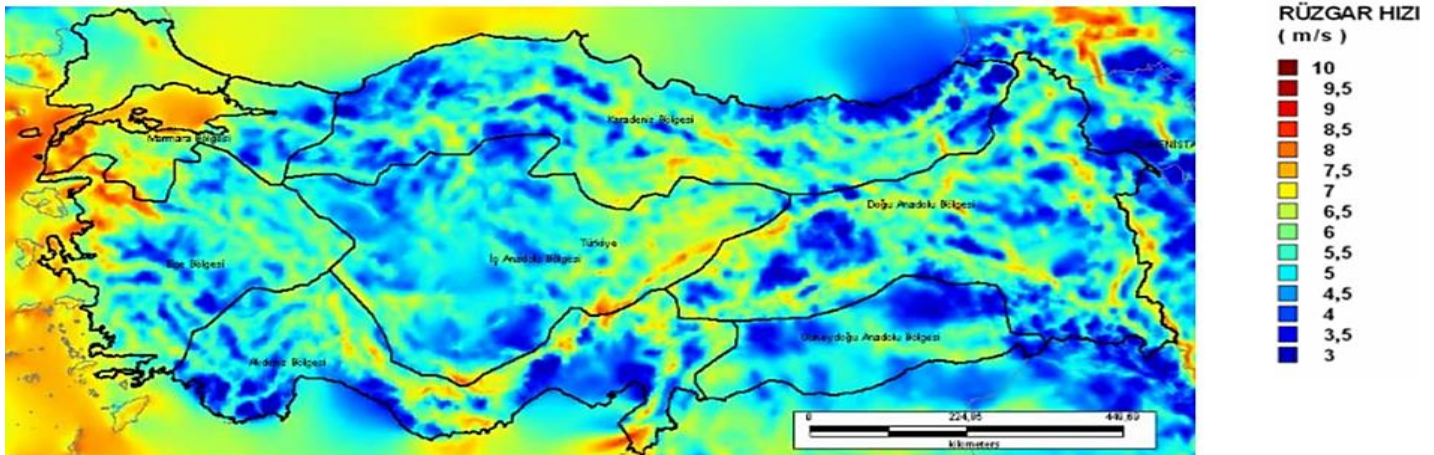 RÜZGAR HIZI
( m/s )
10
9,5
9
8,5
8
7,5
7
6,5
6
5,5
5
4,5
4
3,5
3
Marmara Bölgesi
Karadeniz Bölgesi
Doğu Anadolu Bölgesi
Türkiye
İç Anadolu Bölgesi
Ege Bölgesi
Akdeniz Bölgesi
Güneydoğu Anadolu Bölgesi
0 224,85 449,69
kilometers